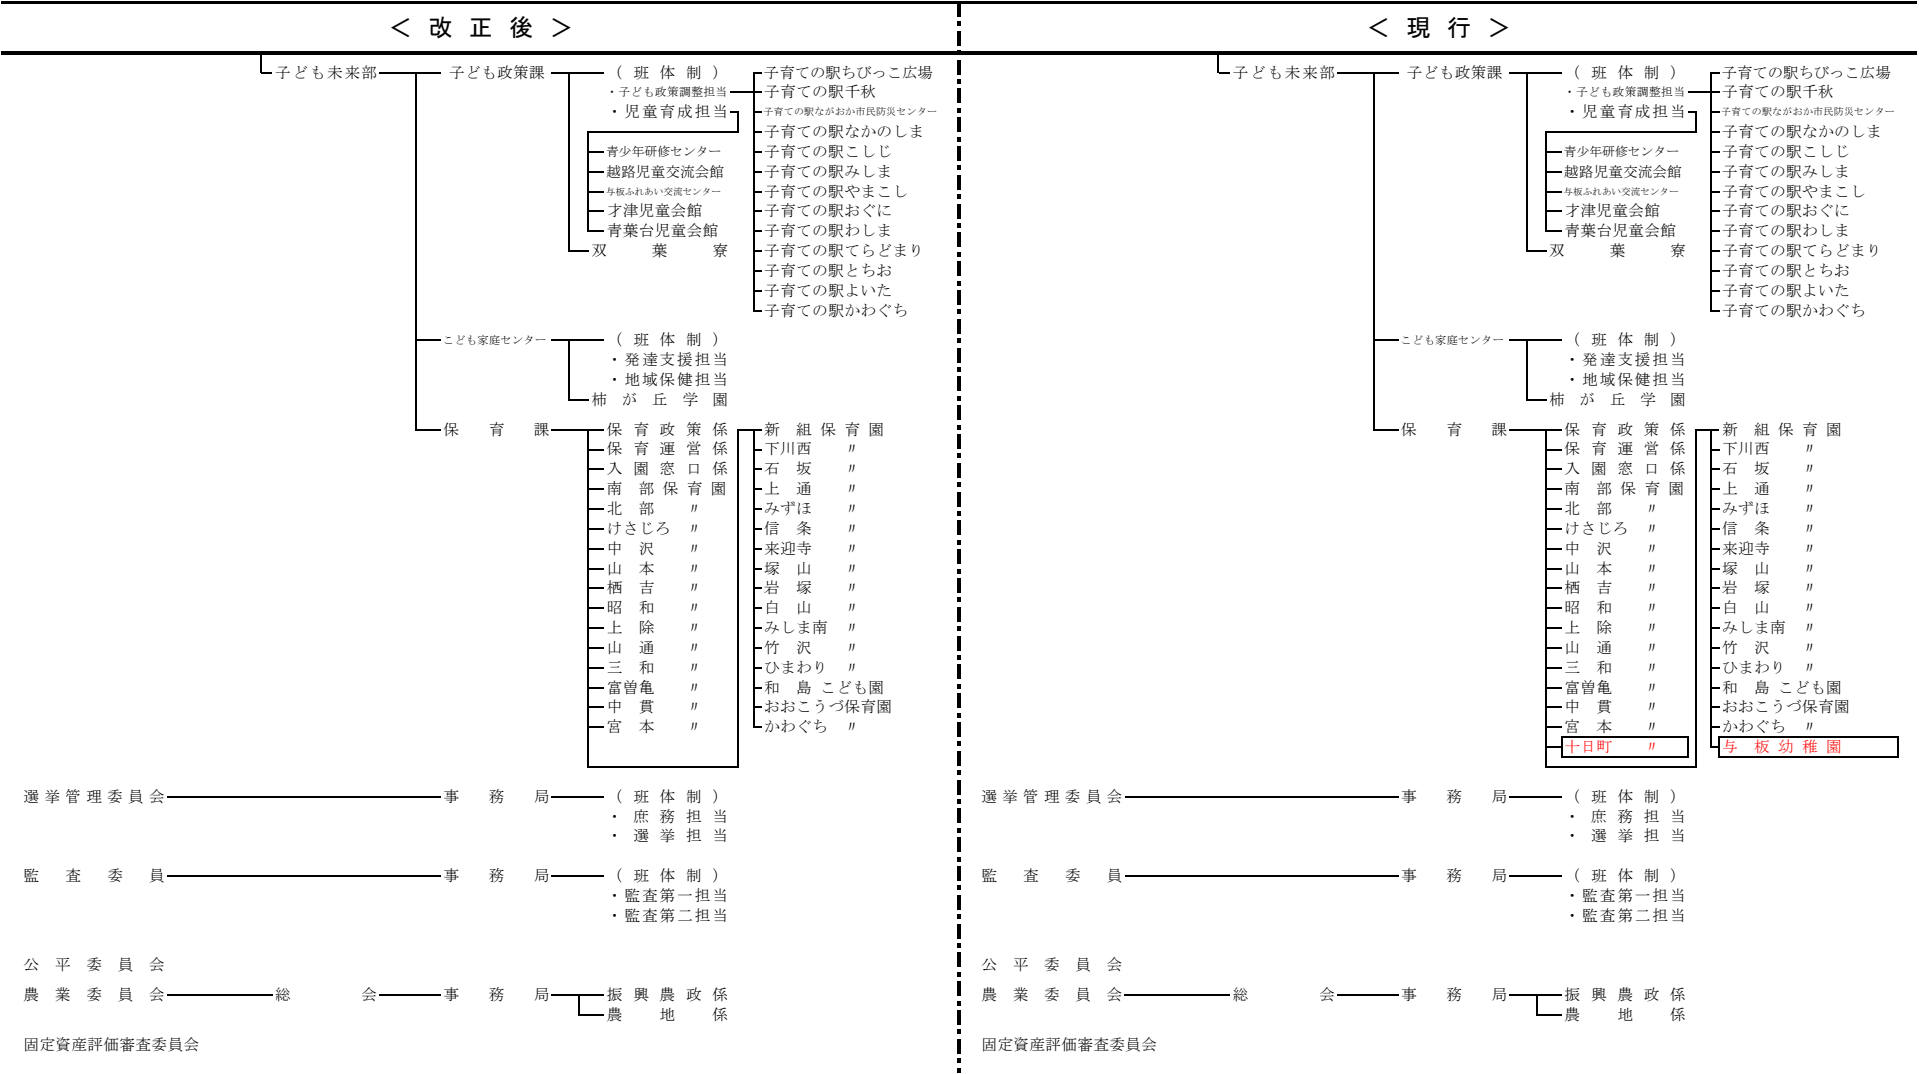 ＜ 改 正 後 ＞
子ども未来部 子ども政策課 （ 班 体 制 ） 子育ての駅ちびっこ広場
・子ども政策調整担当 子育ての駅千秋
・児童育成担当 子育ての駅ながおか市民防災センター
子育ての駅なかのしま
青少年研修センター 子育ての駅こしじ
越路児童交流会館 子育ての駅みしま
与板ふれあい交流センター 子育ての駅やまこし
才津児童会館 子育ての駅おぐに
青葉台児童会館 子育ての駅わしま
双 葉 寮 子育ての駅てらどまり
子育ての駅とちお
子育ての駅よいた
子育ての駅かわぐち
こども家庭センター （ 班 体 制 ）
・発達支援担当
・地域保健担当
柿 が 丘 学 園
保 育 課 保 育 政 策 係 新 組 保 育 園
保 育 運 営 係 下川西 〃
入 園 窓 口 係 石 坂 〃
南 部 保 育 園 上 通 〃
北 部 〃 みずほ 〃
けさじろ 〃 信 条 〃
中 沢 〃 来迎寺 〃
山 本 〃 塚 山 〃
栖 吉 〃 岩 塚 〃
昭 和 〃 白 山 〃
上 除 〃 みしま南 〃
山 通 〃 竹 沢 〃
三 和 〃 ひまわり 〃
富曽亀 〃 和 島 こども園
中 貫 〃 おおこうづ保育園
宮 本 〃 かわぐち 〃
選挙管理委員会 事 務 局 （ 班 体 制 ）
・ 庶 務 担 当
・ 選 挙 担 当
監 査 委 員 事 務 局 （ 班 体 制 ）
・監査第一担当
・監査第二担当
公 平 委 員 会
農 業 委 員 会 総 会 事 務 局 振 興 農 政 係
農 地 係
固定資産評価審査委員会
＜ 現 行 ＞
子ども未来部 子ども政策課 （ 班 体 制 ） 子育ての駅ちびっこ広場
・子ども政策調整担当 子育ての駅千秋
・児童育成担当 子育ての駅ながおか市民防災センター
子育ての駅なかのしま
青少年研修センター 子育ての駅こしじ
越路児童交流会館 子育ての駅みしま
与板ふれあい交流センター 子育ての駅やまこし
才津児童会館 子育ての駅おぐに
青葉台児童会館 子育ての駅わしま
双 葉 寮 子育ての駅てらどまり
子育ての駅とちお
子育ての駅よいた
子育ての駅かわぐち
こども家庭センター （ 班 体 制 ）
・発達支援担当
・地域保健担当
柿 が 丘 学 園
保 育 課 保 育 政 策 係 新 組 保 育 園
保 育 運 営 係 下川西 〃
入 園 窓 口 係 石 坂 〃
南 部 保 育 園 上 通 〃
北 部 〃 みずほ 〃
けさじろ 〃 信 条 〃
中 沢 〃 来迎寺 〃
山 本 〃 塚 山 〃
栖 吉 〃 岩 塚 〃
昭 和 〃 白 山 〃
上 除 〃 みしま南 〃
山 通 〃 竹 沢 〃
三 和 〃 ひまわり 〃
富曽亀 〃 和 島 こども園
中 貫 〃 おおこうづ保育園
宮 本 〃 かわぐち 〃
十日町 〃 与 板 幼 稚 園
選挙管理委員会 事 務 局 （ 班 体 制 ）
・ 庶 務 担 当
・ 選 挙 担 当
監 査 委 員 事 務 局 （ 班 体 制 ）
・監査第一担当
・監査第二担当
公 平 委 員 会
農 業 委 員 会 総 会 事 務 局 振 興 農 政 係
農 地 係
固定資産評価審査委員会